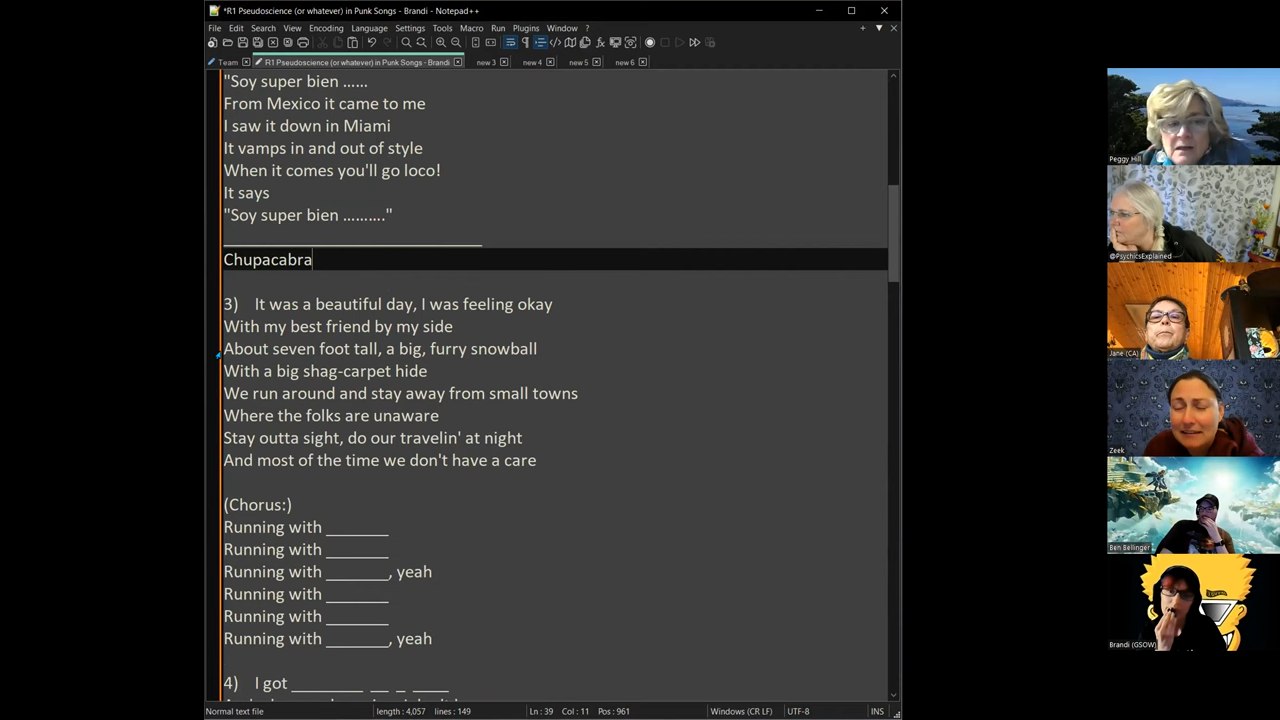 *R1 Pseudoscience (or whatever) in Punk Songs - Brandi - Notepad++
File Edit Search View Encoding Language Settings Tools Macro Run Plugins Window ?
Team R1 Pseudoscience (or whatever) in Punk Songs - Brandi new 3 new 4 new 5 new 6
"Soy super bien ……
From Mexico it came to me
I saw it down in Miami
It vamps in and out of style
When it comes you'll go loco!
It says
"Soy super bien ………."
_____________________________
Chupacabra
3) It was a beautiful day, I was feeling okay
With my best friend by my side
About seven foot tall, a big, furry snowball
With a big shag-carpet hide
We run around and stay away from small towns
Where the folks are unaware
Stay outta sight, do our travelin' at night
And most of the time we don't have a care
(Chorus:)
Running with _______
Running with _______
Running with _______, yeah
Running with _______
Running with _______
Running with _______, yeah
4) I got ________ __ _ ____
Normal text file length : 4,057 lines : 149 Ln : 39 Col : 11 Pos : 961 Windows (CR LF) UTF-8 INS
Peggy Hill
@PsychicsExplained
Jane (CA)
Zeek
Ben Bellinger
Brandi (GSOW)